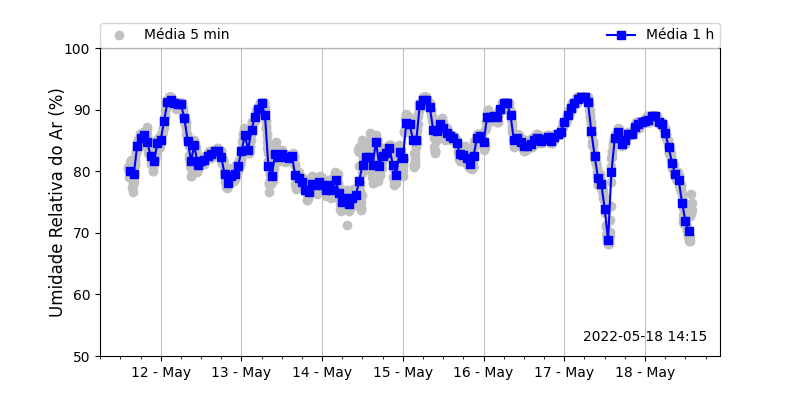 Média 5 min
Média 1 h
Umidade Relativa do Ar (%)
100
90
80
70
60
50
2022-05-18 14:15
12 - May
13 - May
14 - May
15 - May
16 - May
17 - May
18 - May